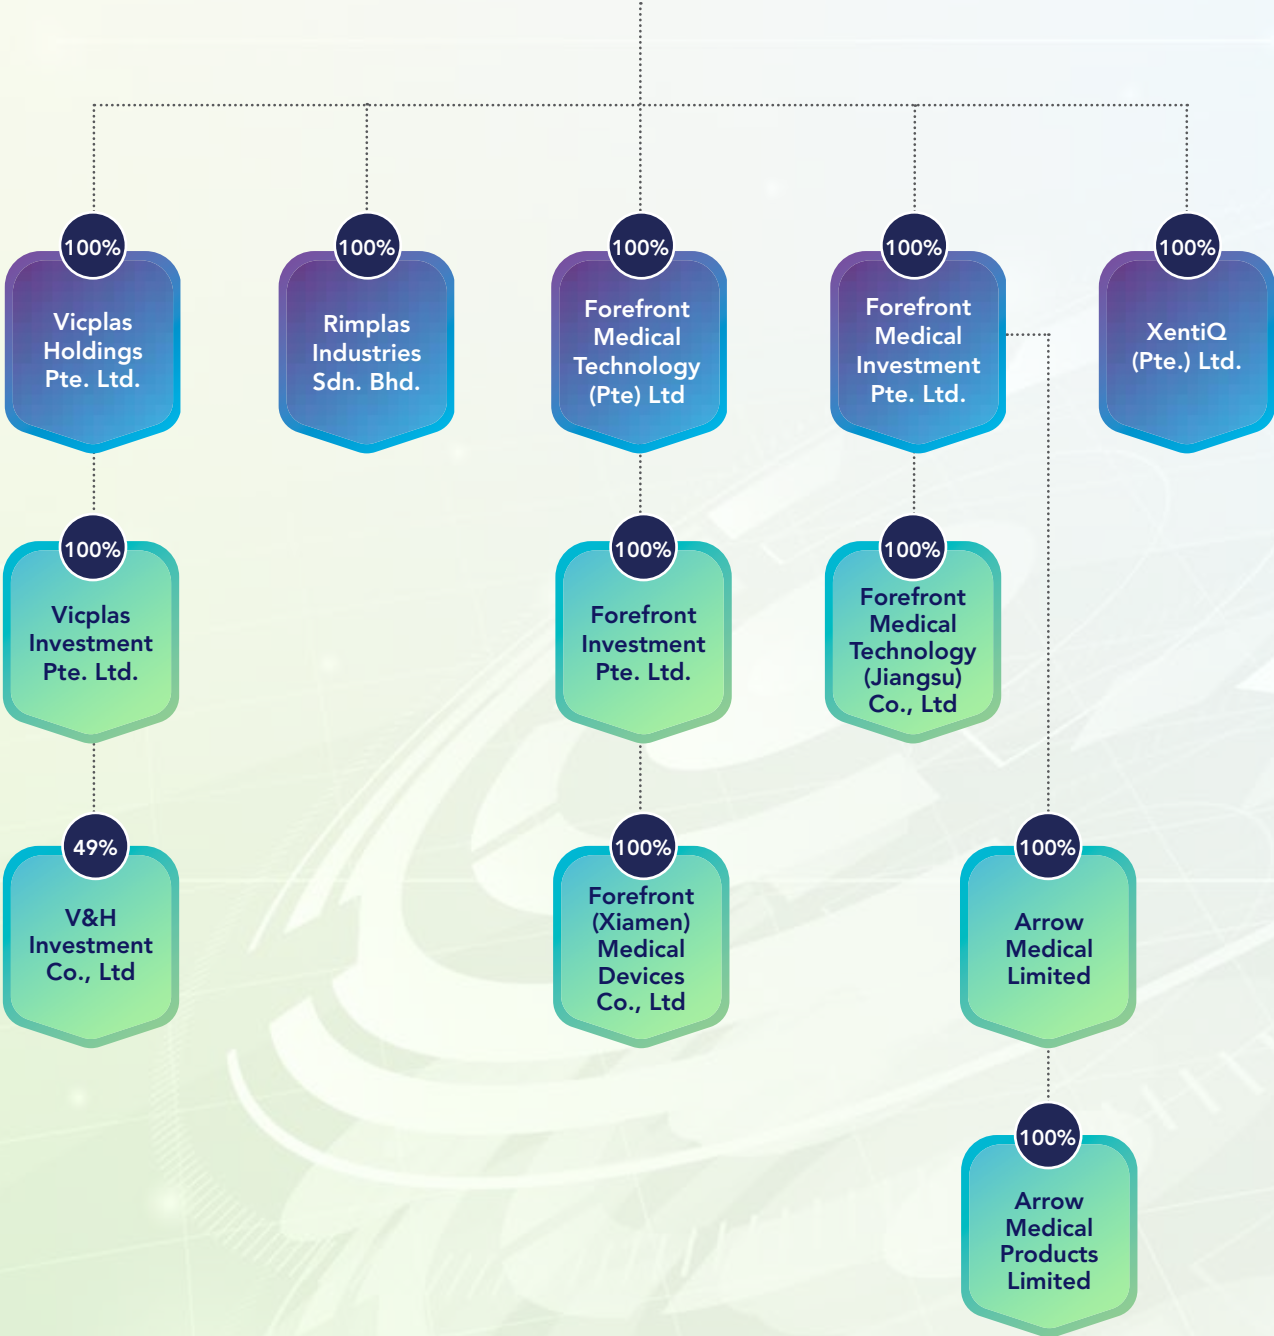 100%
Vicplas
Holdings
Pte. Ltd.
100%
Rimplas
Industries
Sdn. Bhd.
100%
Forefront
Medical
Technology
(Pte) Ltd
100%
Forefront
Medical
Investment
Pte. Ltd.
100%
XentiQ
(Pte.) Ltd.
100%
Vicplas
Investment
Pte. Ltd.
100%
Forefront
Investment
Pte. Ltd.
100%
Forefront
Medical
Technology
(Jiangsu)
Co., Ltd
49%
V&H
Investment
Co., Ltd
100%
Forefront
(Xiamen)
Medical
Devices
Co., Ltd
100%
Arrow
Medical
Limited
100%
Arrow
Medical
Products
Limited